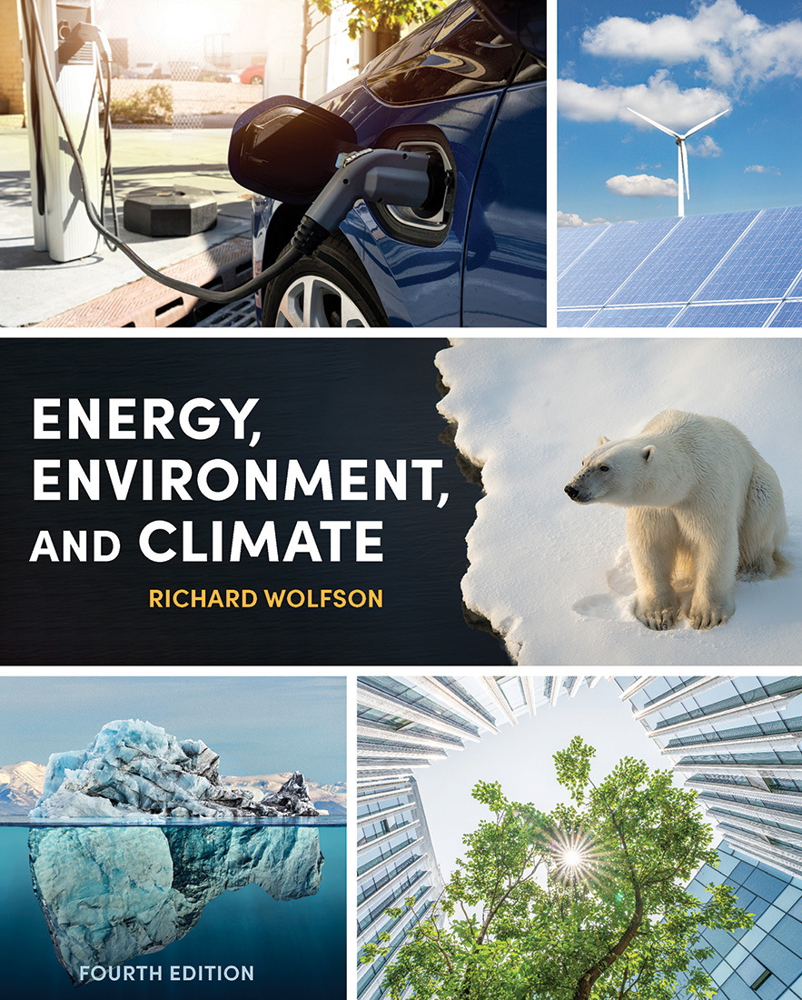 ENERGY,
ENVIRONMENT,
AND CLIMATE
RICHARD WOLFSON
FOURTH EDITION